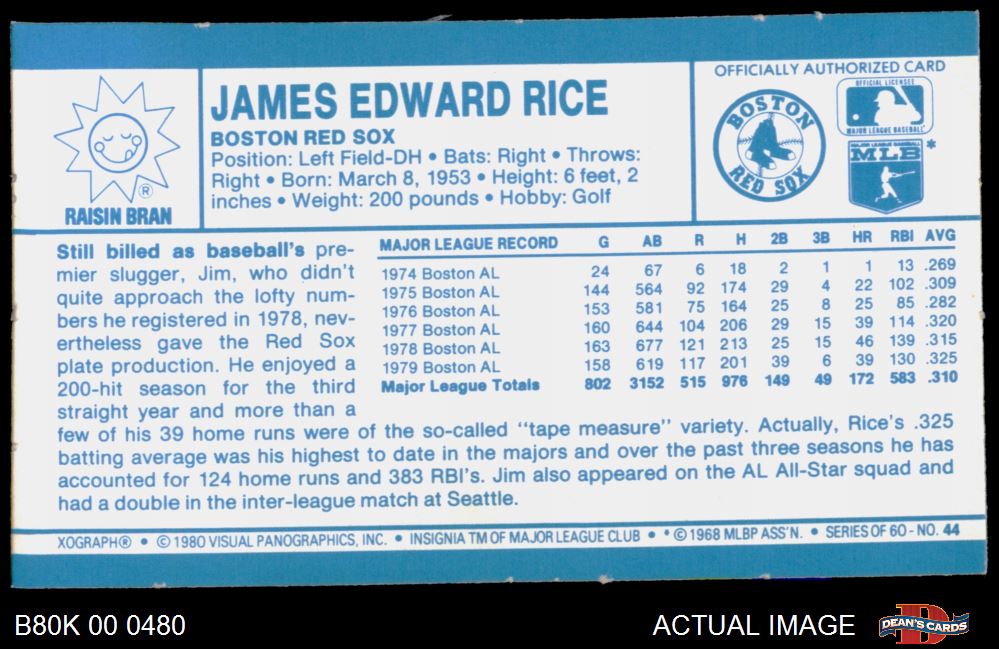 RAISIN BRAN
®
JAMES EDWARD RICE
BOSTON RED SOX
Position: Left Field-DH • Bats: Right • Throws:
Right • Born: March 8, 1953 • Height: 6 feet, 2
inches • Weight: 200 pounds • Hobby: Golf
OFFICIALLY AUTHORIZED CARD
BOSTON
RED SOX
OFFICIAL LICENSEE
MAJOR LEAGUE BASEBALL
MAJOR LEAGUE BASEBALL
MLB *
Still billed as baseball's pre-
mier slugger, Jim, who didn't
quite approach the lofty num-
bers he registered in 1978, nev-
ertheless gave the Red Sox
plate production. He enjoyed a
200-hit season for the third
straight year and more than a
few of his 39 home runs were of the so-called "tape measure" variety. Actually, Rice's .325
batting average was his highest to date in the majors and over the past three seasons he has
accounted for 124 home runs and 383 RBI's. Jim also appeared on the AL All-Star squad and
had a double in the inter-league match at Seattle.
MAJOR LEAGUE RECORD G AB R H 2B 3B HR RBI AVG
1974 Boston AL 24 67 6 18 2 1 1 13 .269
1975 Boston AL 144 564 92 174 29 4 22 102 .309
1976 Boston AL 153 581 75 164 25 8 25 85 .282
1977 Boston AL 160 644 104 206 29 15 39 114 .320
1978 Boston AL 163 677 121 213 25 15 46 139 .315
1979 Boston AL 158 619 117 201 39 6 39 130 .325
Major League Totals 802 3152 515 976 149 49 172 583 .310
XOGRAPH® • © 1980 VISUAL PANOGRAPHICS, INC. • INSIGNIA TM OF MAJOR LEAGUE CLUB • * © 1968 MLBP ASS'N. • SERIES OF 60 - NO. 44
B80K 00 0480
ACTUAL IMAGE
D
DEAN'S CARDS